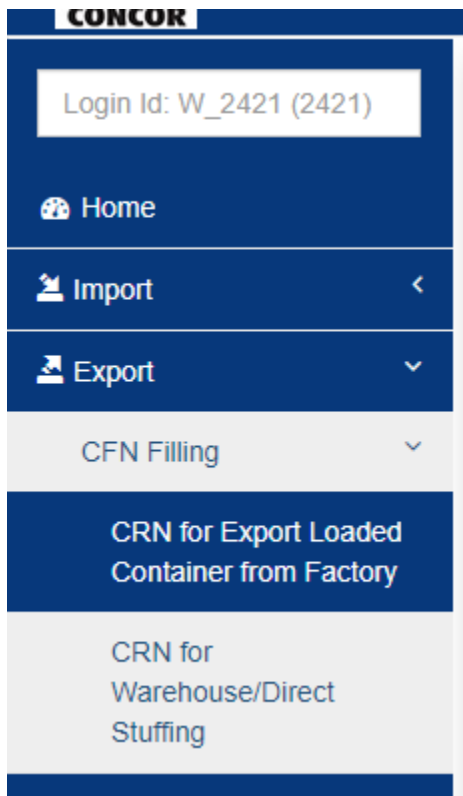 CONCOR
Login Id: W_2421 (2421)
Home
Import
Export
CFN Filling
CRN for Export Loaded
Container from Factory
CRN for
Warehouse/Direct
Stuffing